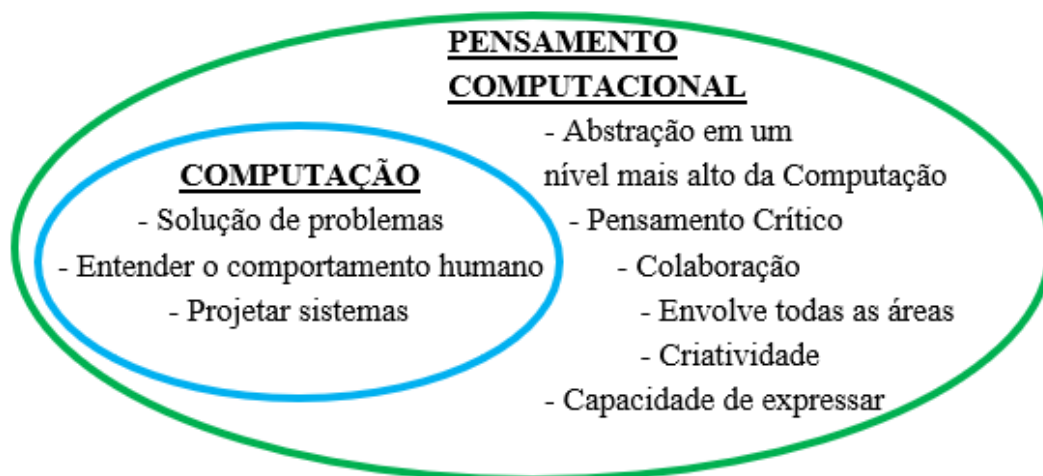 PENSAMENTO
COMPUTACIONAL
- Abstração em um
nível mais alto da Computação
- Pensamento Crítico
- Colaboração
- Envolve todas as áreas
- Criatividade
- Capacidade de expressar
COMPUTAÇÃO
- Solução de problemas
- Entender o comportamento humano
- Projetar sistemas